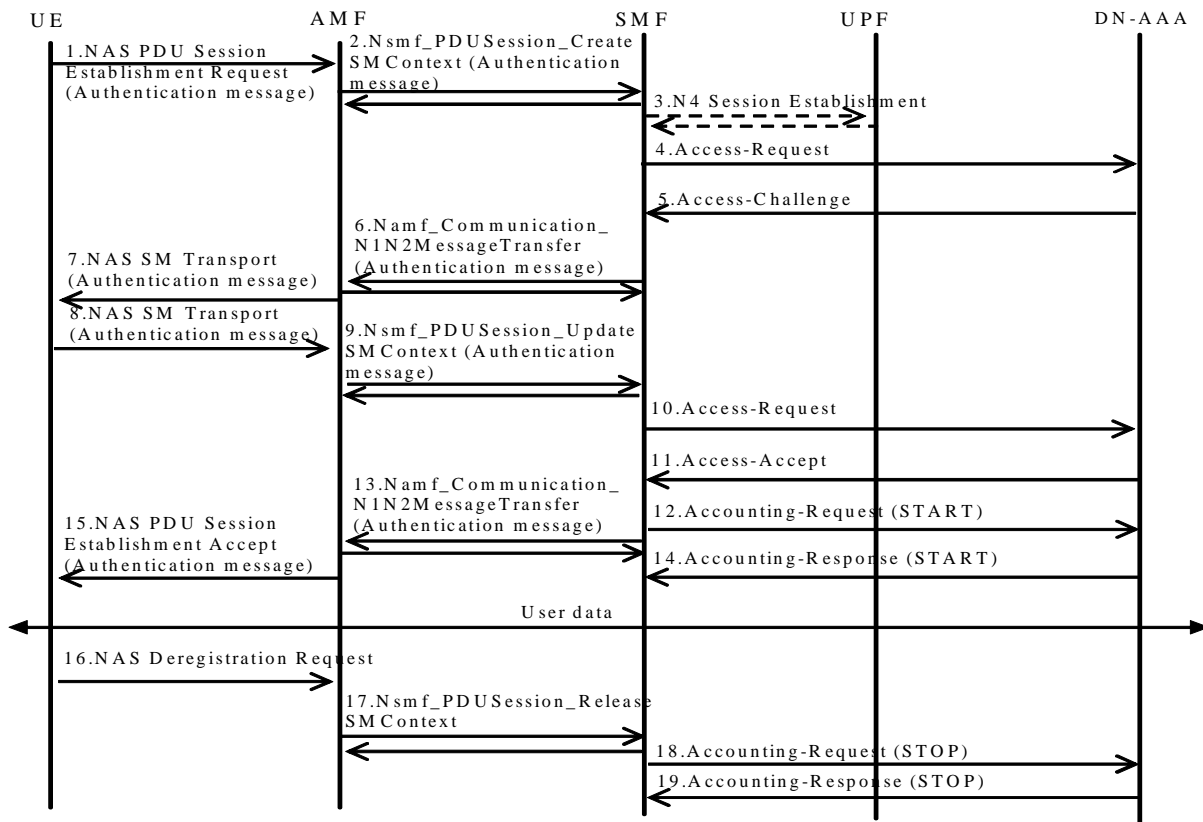 UE
AMF
SMF
UPF
DN-AAA
1.NAS PDU Session
Establishment Request
(Authentication message)
2.Nsmf_PDUSession_Create
SMContext (Authentication
message)
3.N4 Session Establishment
4.Access-Request
5.Access-Challenge
6.Namf_Communication_
N1N2MessageTransfer
(Authentication message)
7.NAS SM Transport
(Authentication message)
8.NAS SM Transport
(Authentication message)
9.Nsmf_PDUSession_Update
SMContext (Authentication
message)
10.Access-Request
11.Access-Accept
13.Namf_Communication_
N1N2MessageTransfer
(Authentication message)
12.Accounting-Request (START)
15.NAS PDU Session
Establishment Accept
(Authentication message)
14.Accounting-Response (START)
User data
16.NAS Deregistration Request
17.Nsmf_PDUSession_Release
SMContext
18.Accounting-Request (STOP)
19.Accounting-Response (STOP)